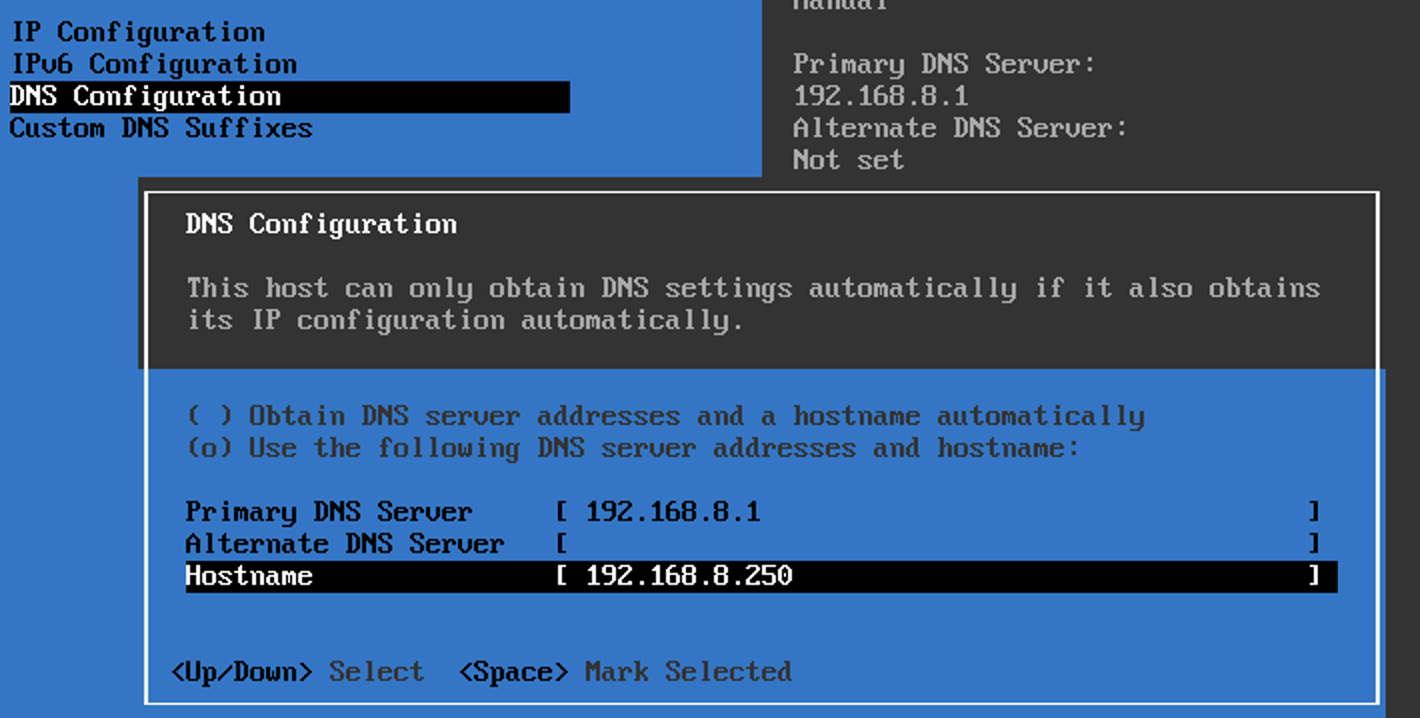 IP Configuration
IPv6 Configuration
DNS Configuration
Custom DNS Suffixes
Manual
Primary DNS Server:
192.168.8.1
Alternate DNS Server:
Not set
DNS Configuration
This host can only obtain DNS settings automatically if it also obtains
its IP configuration automatically.
( ) Obtain DNS server addresses and a hostname automatically
(o) Use the following DNS server addresses and hostname:
Primary DNS Server [ 192.168.8.1 ]
Alternate DNS Server [ ]
Hostname [ 192.168.8.250 ]
<Up/Down> Select <Space> Mark Selected